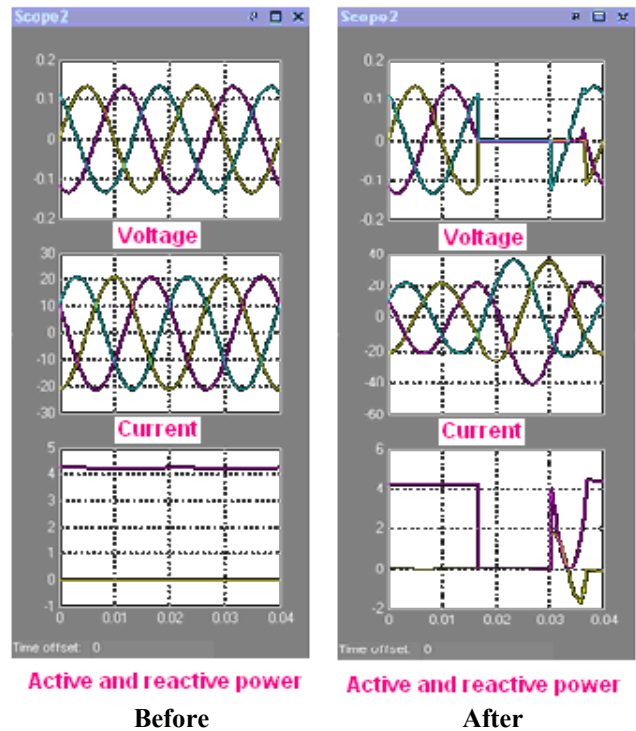 Scope2
0.2
0.1
0
-0.1
-0.2
Voltage
30
20
10
0
-10
-20
-30
Current
5
4
3
2
1
0
-1
0 0.01 0.02 0.03 0.04
Time offset: 0
Active and reactive power
Before
Scope2
0.2
0.1
0
-0.1
-0.2
Voltage
40
20
0
-20
-40
-60
Current
6
4
2
0
-2
0 0.01 0.02 0.03 0.04
Time offset: 0
Active and reactive power
After